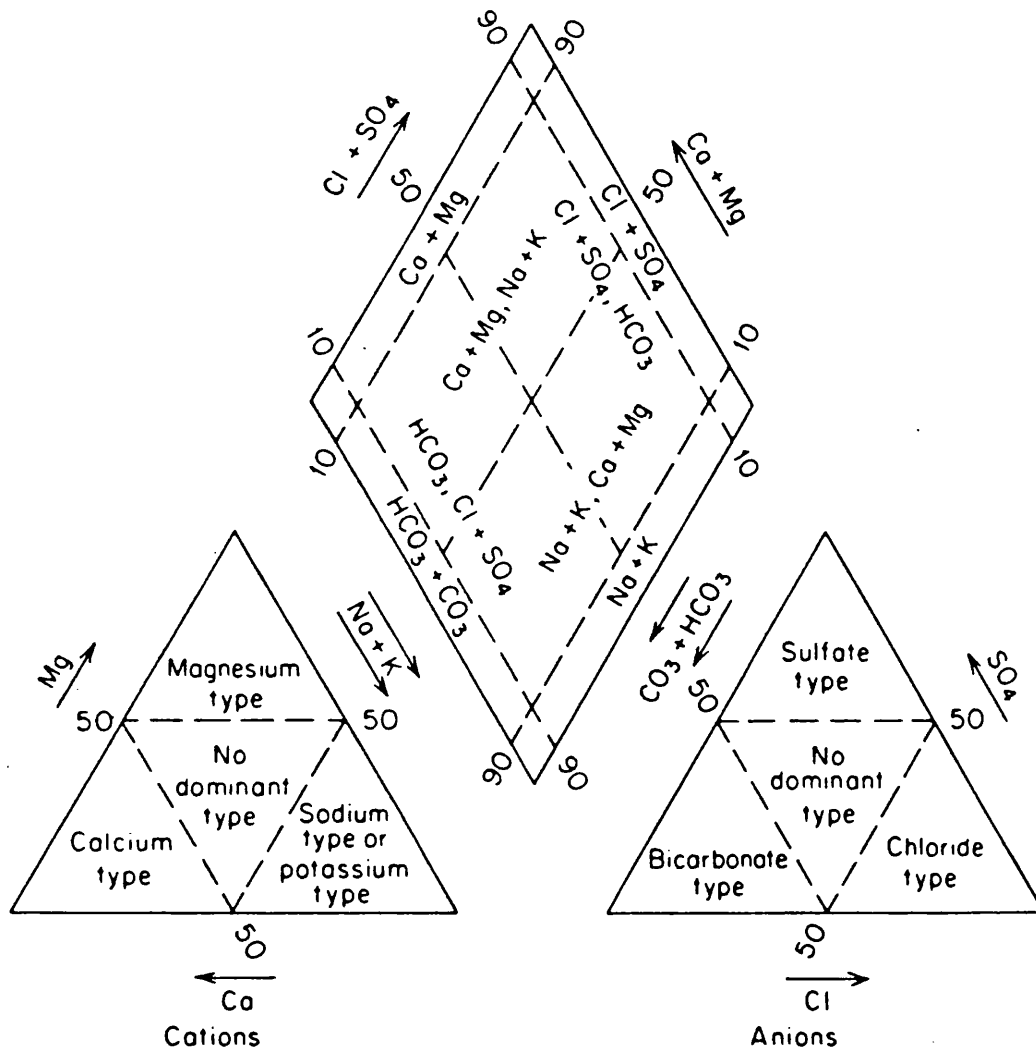 90
90
Cl + SO₄
50
Ca + Mg
50
Ca + Mg
Cl + SO₄
Cl + SO₄, HCO₃
Ca + Mg, Na + K
10
10
10
10
HCO₃, Cl + SO₄
HCO₃ + CO₃
Na + K, Ca + Mg
Na + K
90
90
Mg
50
Na + K
50
Magnesium
type
No
dominant
type
Calcium
type
Sodium
type or
potassium
type
50
Ca
Cations
CO₃ + HCO₃
50
SO₄
50
Sulfate
type
No
dominant
type
Bicarbonate
type
Chloride
type
50
Cl
Anions